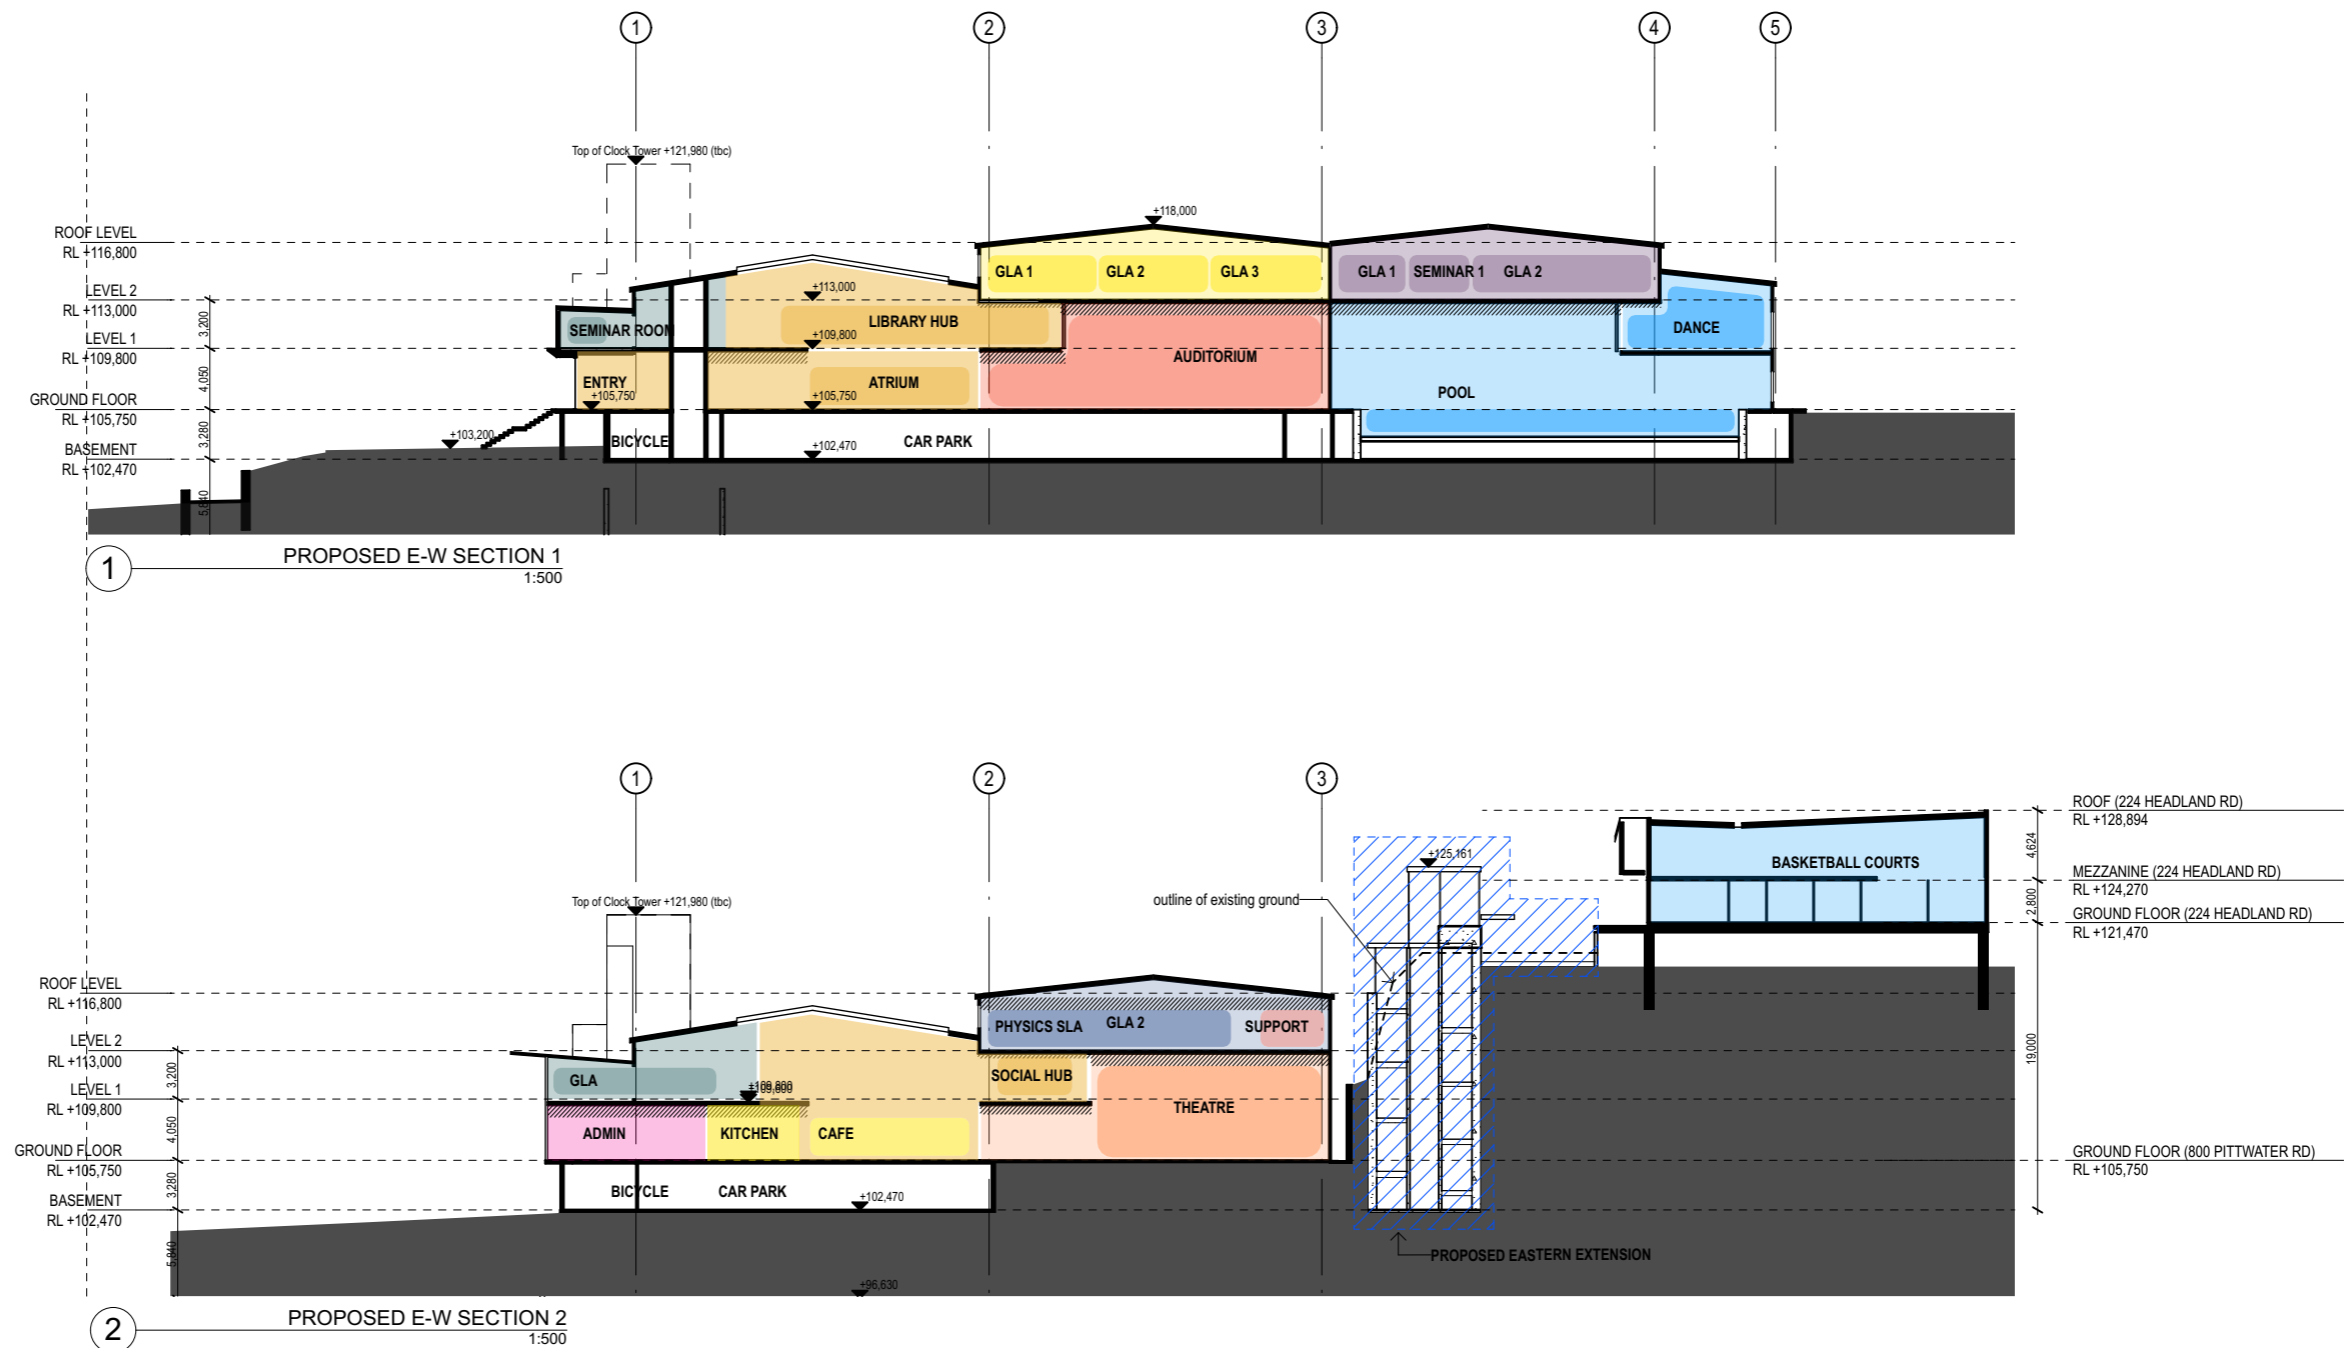 1 2 3 4 5
Top of Clock Tower +121,980 (tbc)
+118,000
ROOF LEVEL
RL +116,800
GLA 1 GLA 2 GLA 3 GLA 1 SEMINAR 1 GLA 2
LEVEL 2
RL +113,000
+113,000
3,200
SEMINAR ROOM LIBRARY HUB DANCE
LEVEL 1
RL +109,800
+109,800
AUDITORIUM
4,050
ENTRY ATRIUM POOL
GROUND FLOOR
RL +105,750
+105,750 +105,750
3,280
+103,200
BICYCLE CAR PARK
BASEMENT
RL +102,470
+102,470
5,840
1 PROPOSED E-W SECTION 1
1:500
1 2 3
ROOF (224 HEADLAND RD)
RL +128,894
4,624
BASKETBALL COURTS
+125,161
MEZZANINE (224 HEADLAND RD)
RL +124,270
2,800
outline of existing ground
Top of Clock Tower +121,980 (tbc)
GROUND FLOOR (224 HEADLAND RD)
RL +121,470
ROOF LEVEL
RL +116,800
PHYSICS SLA GLA 2 SUPPORT
LEVEL 2
RL +113,000
19,000
3,200
GLA SOCIAL HUB
LEVEL 1
RL +109,800
+109,800
THEATRE
4,050
ADMIN KITCHEN CAFE
GROUND FLOOR
RL +105,750
GROUND FLOOR (800 PITTWATER RD)
RL +105,750
3,280
BICYCLE CAR PARK
BASEMENT
RL +102,470
+102,470
5,840
PROPOSED EASTERN EXTENSION
+96,630
2 PROPOSED E-W SECTION 2
1:500